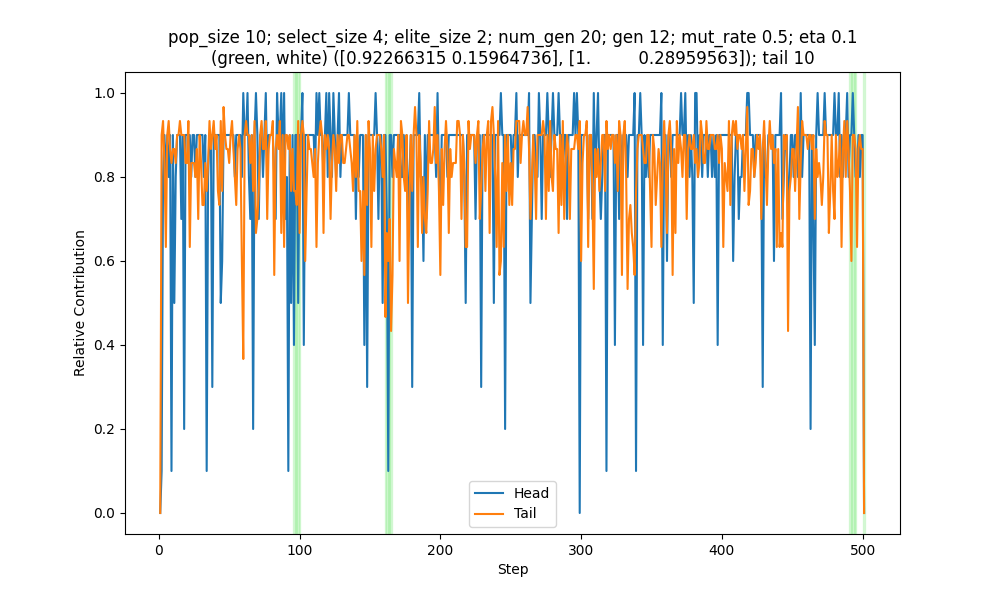 pop_size 10; select_size 4; elite_size 2; num_gen 20; gen 12; mut_rate 0.5; eta 0.1
(green, white) ([0.92266315 0.15964736], [1.         0.28959563]); tail 10
1.0
0.8
0.6
0.4
0.2
0.0
Relative Contribution
Head
Tail
0
100
200
300
400
500
Step